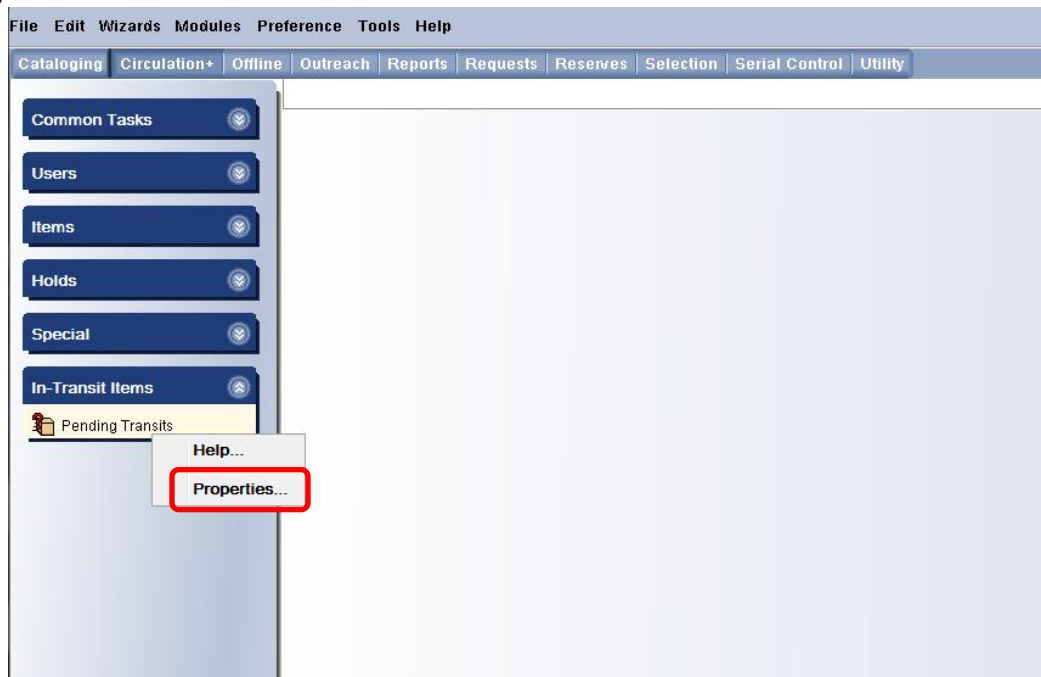 File Edit Wizards Modules Preference Tools Help
Cataloging Circulation+ Offline Outreach Reports Requests Reserves Selection Serial Control Utility
Common Tasks
Users
Items
Holds
Special
In-Transit Items
Pending Transits
Help...
Properties...